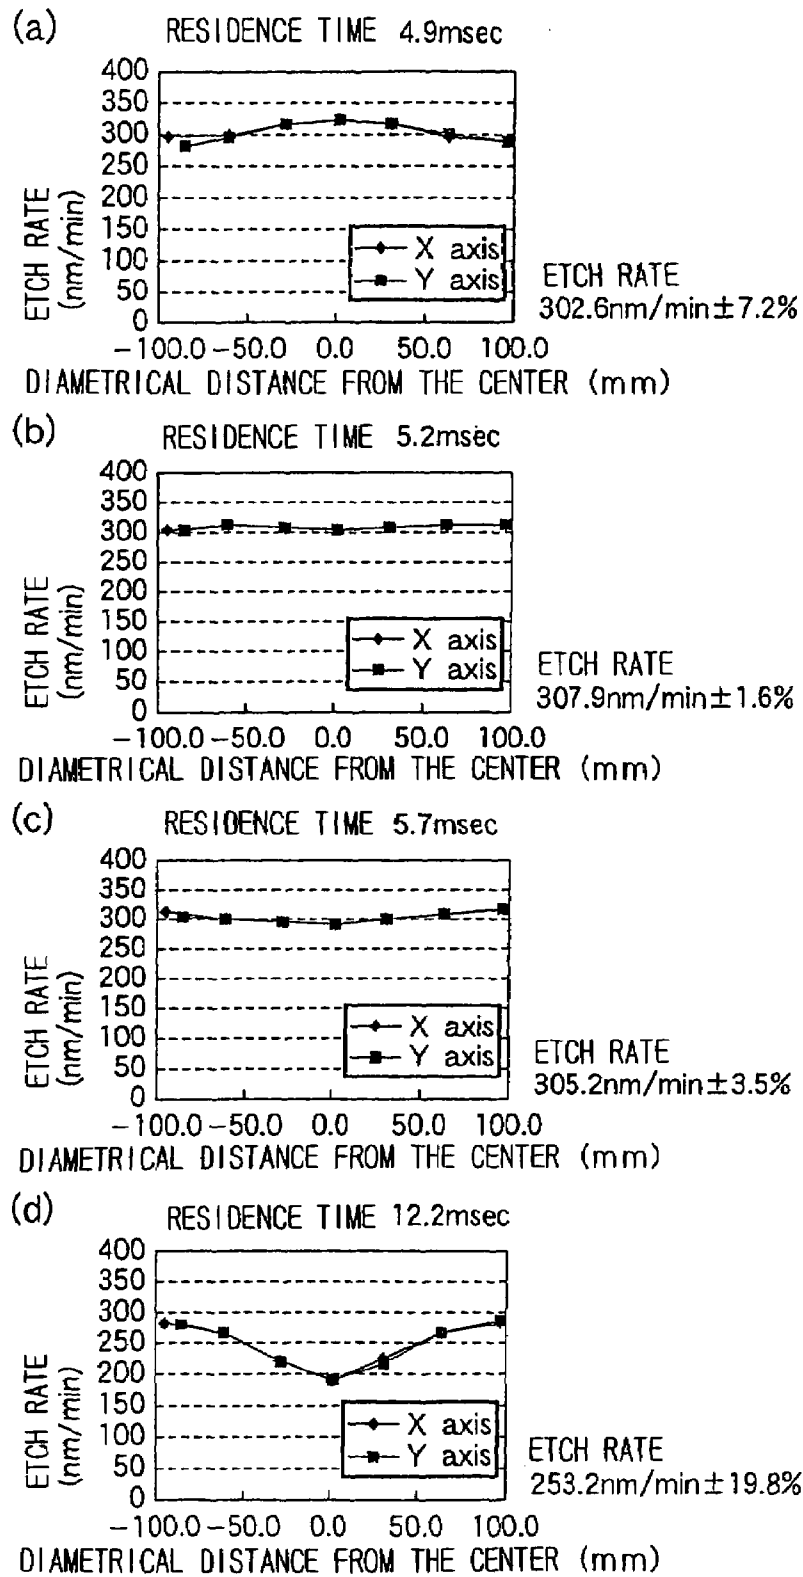 (a) RESIDENCE TIME 4.9msec
400
350
300
250
200
150
100
50
0
ETCH RATE
(nm/min)
X axis
Y axis
ETCH RATE
302.6nm/min±7.2%
-100.0 -50.0 0.0 50.0 100.0
DIAMETRICAL DISTANCE FROM THE CENTER (mm)
(b) RESIDENCE TIME 5.2msec
400
350
300
250
200
150
100
50
0
ETCH RATE
(nm/min)
X axis
Y axis
ETCH RATE
307.9nm/min±1.6%
-100.0 -50.0 0.0 50.0 100.0
DIAMETRICAL DISTANCE FROM THE CENTER (mm)
(c) RESIDENCE TIME 5.7msec
400
350
300
250
200
150
100
50
0
ETCH RATE
(nm/min)
X axis
Y axis
ETCH RATE
305.2nm/min±3.5%
-100.0 -50.0 0.0 50.0 100.0
DIAMETRICAL DISTANCE FROM THE CENTER (mm)
(d) RESIDENCE TIME 12.2msec
400
350
300
250
200
150
100
50
0
ETCH RATE
(nm/min)
X axis
Y axis
ETCH RATE
253.2nm/min±19.8%
-100.0 -50.0 0.0 50.0 100.0
DIAMETRICAL DISTANCE FROM THE CENTER (mm)